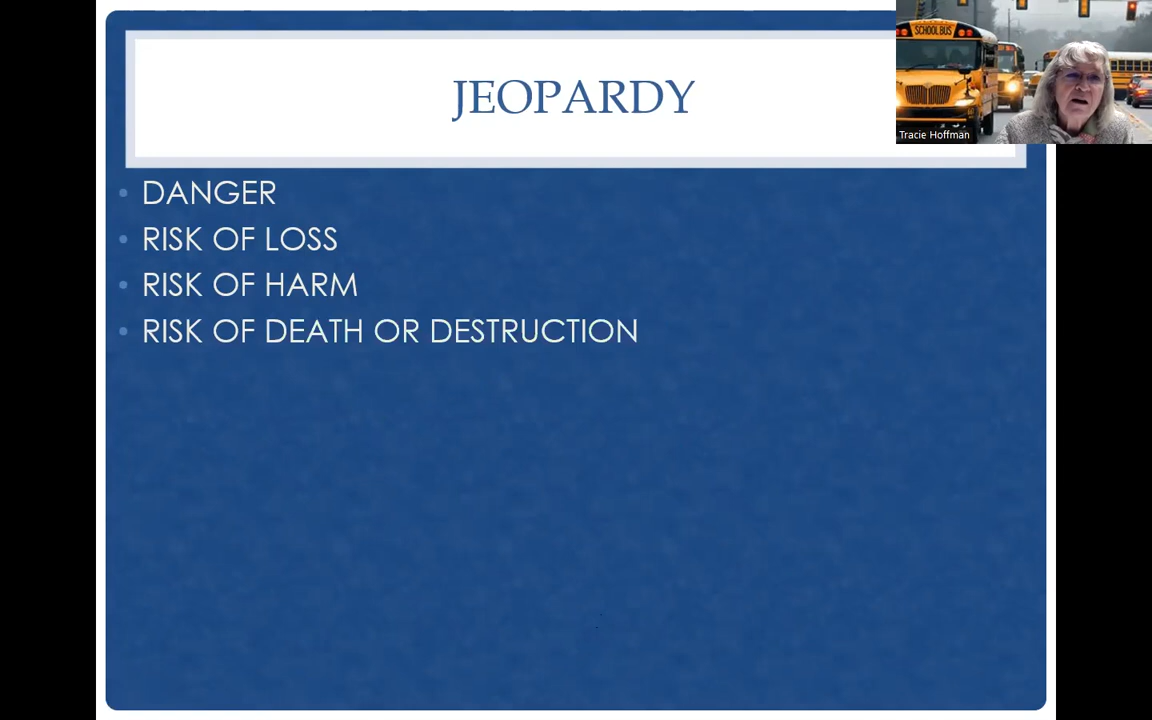 JEOPARDY
SCHOOL BUS
Tracie Hoffman
DANGER
RISK OF LOSS
RISK OF HARM
RISK OF DEATH OR DESTRUCTION